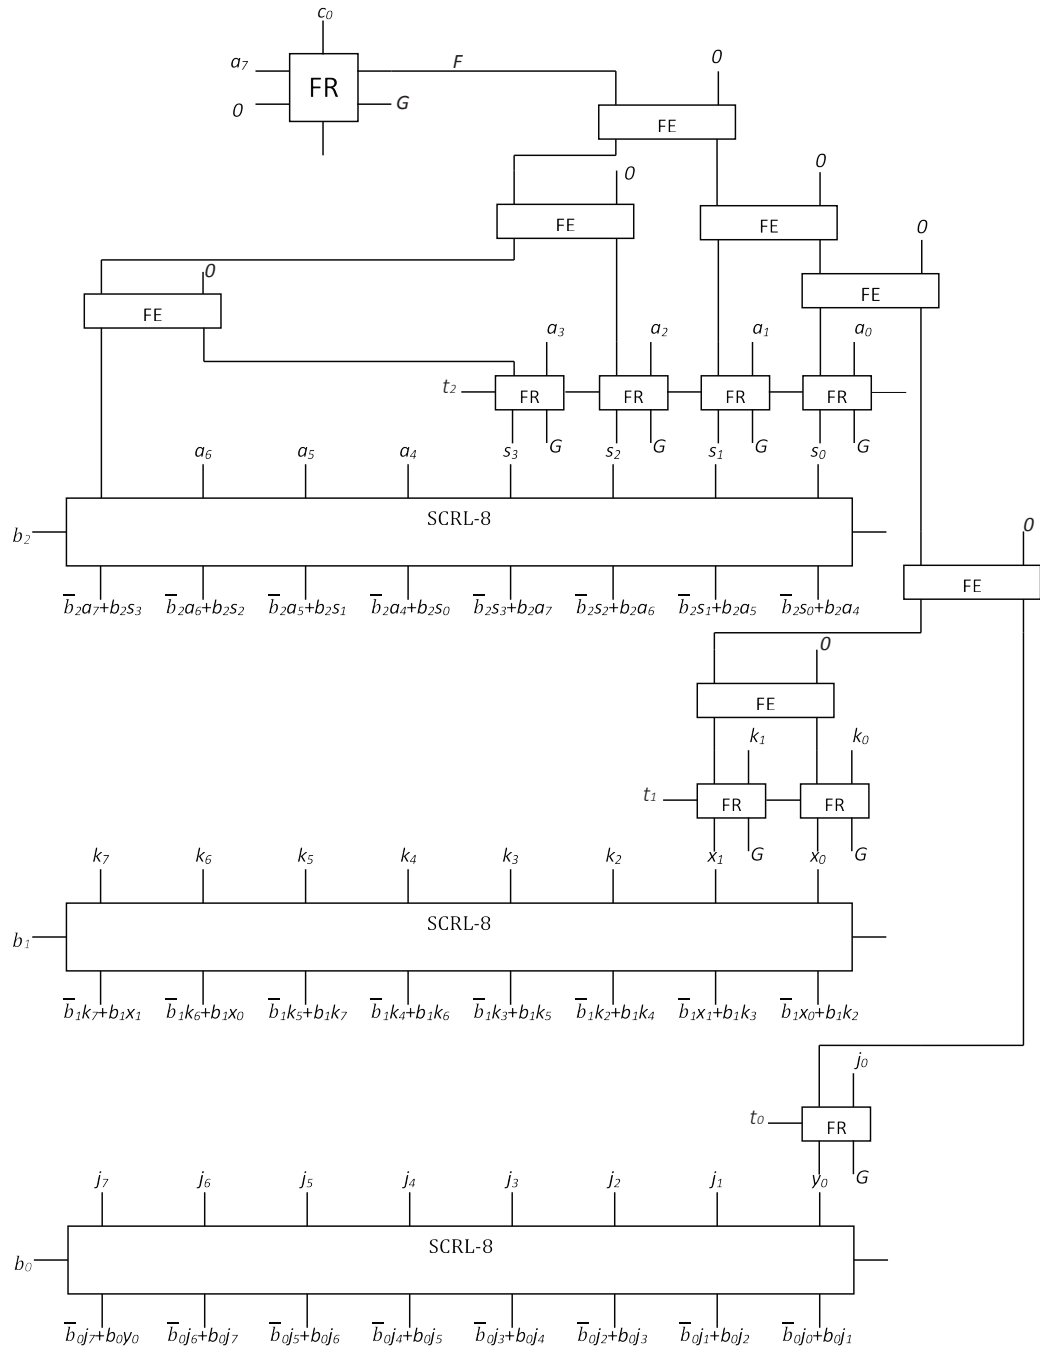 c₀
a₇ F 0
FR
0 G
FE
0 0
FE FE
0 0
FE FE
a₃ a₂ a₁ a₀
t₂ FR FR FR FR
a₆ a₅ a₄ s₃ G s₂ G s₁ G s₀ G
SCRL-8
b₂
0
FE
b̅₂a₇+b₂s₃ b̅₂a₆+b₂s₂ b̅₂a₅+b₂s₁ b̅₂a₄+b₂s₀ b̅₂s₃+b₂a₇ b̅₂s₂+b₂a₆ b̅₂s₁+b₂a₅ b̅₂s₀+b₂a₄
0
FE
k₁ k₀
t₁ FR FR
k₇ k₆ k₅ k₄ k₃ k₂ x₁ G x₀ G
SCRL-8
b₁
b̅₁k₇+b₁x₁ b̅₁k₆+b₁x₀ b̅₁k₅+b₁k₇ b̅₁k₄+b₁k₆ b̅₁k₃+b₁k₅ b̅₁k₂+b₁k₄ b̅₁x₁+b₁k₃ b̅₁x₀+b₁k₂
j₀
t₀ FR
j₇ j₆ j₅ j₄ j₃ j₂ j₁ y₀ G
SCRL-8
b₀
b̅₀j₇+b₀y₀ b̅₀j₆+b₀j₇ b̅₀j₅+b₀j₆ b̅₀j₄+b₀j₅ b̅₀j₃+b₀j₄ b̅₀j₂+b₀j₃ b̅₀j₁+b₀j₂ b̅₀j₀+b₀j₁